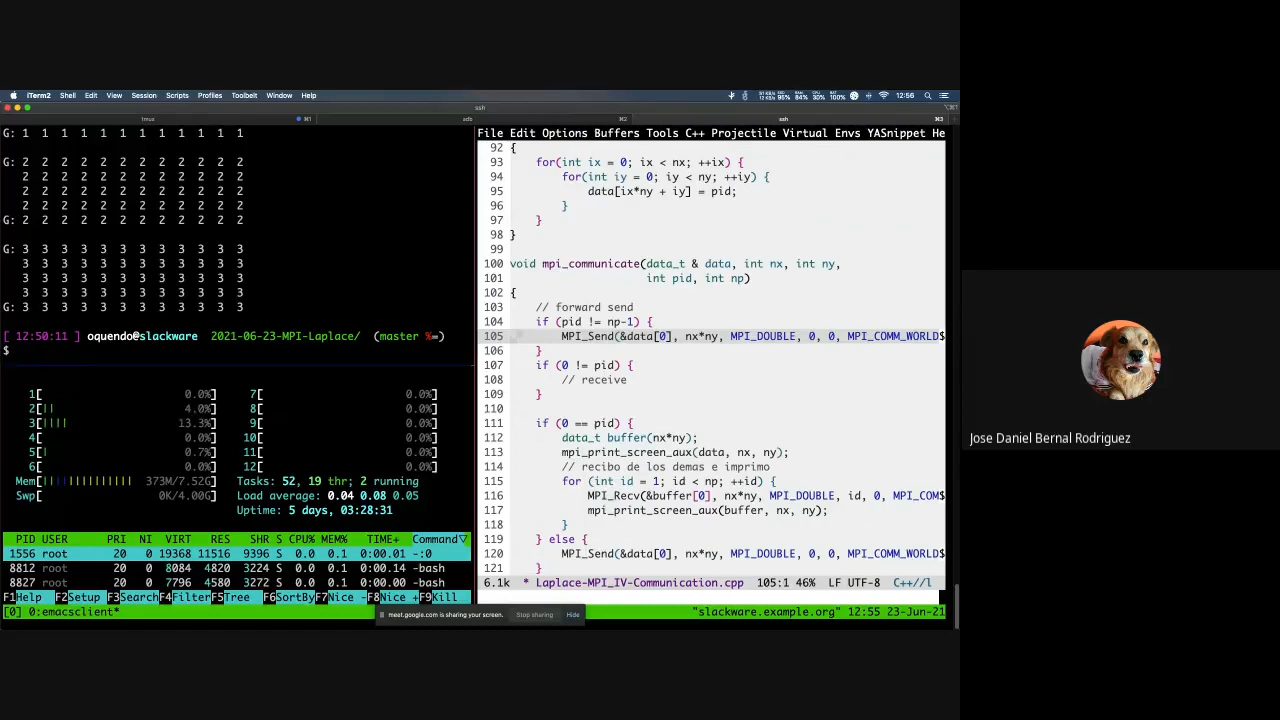 iTerm2 Shell Edit View Session Scripts Profiles Toolbelt Window Help 12:56
ssh
tmux ⌘1 adb ⌘2 ssh ⌘3
G: 1 1 1 1 1 1 1 1 1 1 1 1
G: 2 2 2 2 2 2 2 2 2 2 2 2
2 2 2 2 2 2 2 2 2 2 2 2
2 2 2 2 2 2 2 2 2 2 2 2
2 2 2 2 2 2 2 2 2 2 2 2
G: 2 2 2 2 2 2 2 2 2 2 2 2
G: 3 3 3 3 3 3 3 3 3 3 3 3
3 3 3 3 3 3 3 3 3 3 3 3
3 3 3 3 3 3 3 3 3 3 3 3
3 3 3 3 3 3 3 3 3 3 3 3
G: 3 3 3 3 3 3 3 3 3 3 3 3
[ 12:50:11 ] oquendo@slackware 2021-06-23-MPI-Laplace/ (master %=)
$
1[ 0.0%] 7[ 0.0%]
2[|| 4.0%] 8[ 0.0%]
3[|||| 13.3%] 9[ 0.0%]
4[ 0.0%] 10[ 0.0%]
5[| 0.7%] 11[ 0.0%]
6[ 0.0%] 12[ 0.0%]
Mem[||||||||||||| 373M/7.52G] Tasks: 52, 19 thr; 2 running
Swp[ 0K/4.00G] Load average: 0.04 0.08 0.05
Uptime: 5 days, 03:28:31
PID USER PRI NI VIRT RES SHR S CPU% MEM% TIME+ Command▽
1556 root 20 0 19368 11516 9396 S 0.0 0.1 0:00.01 -:0
8812 root 20 0 8084 4820 3224 S 0.0 0.1 0:00.14 -bash
8827 root 20 0 7796 4580 3272 S 0.0 0.1 0:00.00 -bash
F1Help F2Setup F3Search F4Filter F5Tree F6SortBy F7Nice - F8Nice + F9Kill
[0] 0:emacsclient* "slackware.example.org" 12:55 23-Jun-21
File Edit Options Buffers Tools C++ Projectile Virtual Envs YASnippet He
92 {
93 for(int ix = 0; ix < nx; ++ix) {
94 for(int iy = 0; iy < ny; ++iy) {
95 data[ix*ny + iy] = pid;
96 }
97 }
98 }
99
100 void mpi_communicate(data_t & data, int nx, int ny,
101 int pid, int np)
102 {
103 // forward send
104 if (pid != np-1) {
105 MPI_Send(&data[0], nx*ny, MPI_DOUBLE, 0, 0, MPI_COMM_WORLD$
106 }
107 if (0 != pid) {
108 // receive
109 }
110
111 if (0 == pid) {
112 data_t buffer(nx*ny);
113 mpi_print_screen_aux(data, nx, ny);
114 // recibo de los demas e imprimo
115 for (int id = 1; id < np; ++id) {
116 MPI_Recv(&buffer[0], nx*ny, MPI_DOUBLE, id, 0, MPI_COM$
117 mpi_print_screen_aux(buffer, nx, ny);
118 }
119 } else {
120 MPI_Send(&data[0], nx*ny, MPI_DOUBLE, 0, 0, MPI_COMM_WORLD$
121 }
6.1k * Laplace-MPI_IV-Communication.cpp 105:1 46% LF UTF-8 C++//l
meet.google.com is sharing your screen. Stop sharing Hide
Jose Daniel Bernal Rodriguez